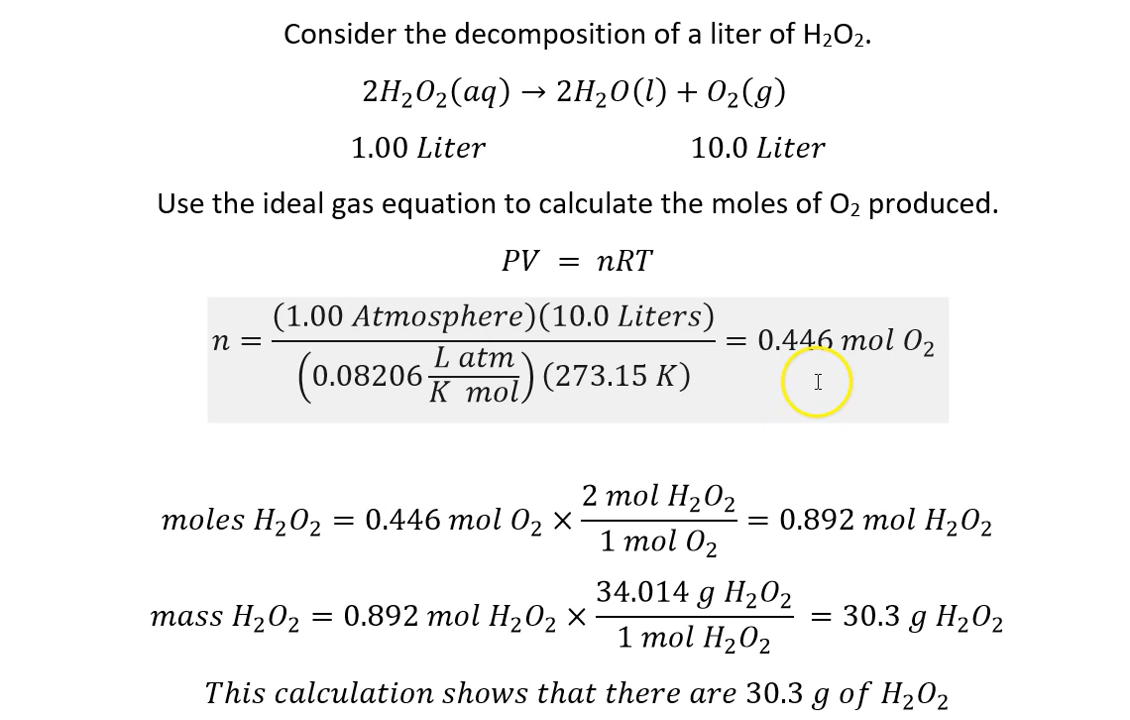 Consider the decomposition of a liter of H₂O₂.
2H₂O₂(aq) → 2H₂O(l) + O₂(g)
1.00 Liter 10.0 Liter
Use the ideal gas equation to calculate the moles of O₂ produced.
PV = nRT
n = (1.00 Atmosphere)(10.0 Liters) / (0.08206 L atm / K mol)(273.15 K) = 0.446 mol O₂
moles H₂O₂ = 0.446 mol O₂ × 2 mol H₂O₂ / 1 mol O₂ = 0.892 mol H₂O₂
mass H₂O₂ = 0.892 mol H₂O₂ × 34.014 g H₂O₂ / 1 mol H₂O₂ = 30.3 g H₂O₂
This calculation shows that there are 30.3 g of H₂O₂